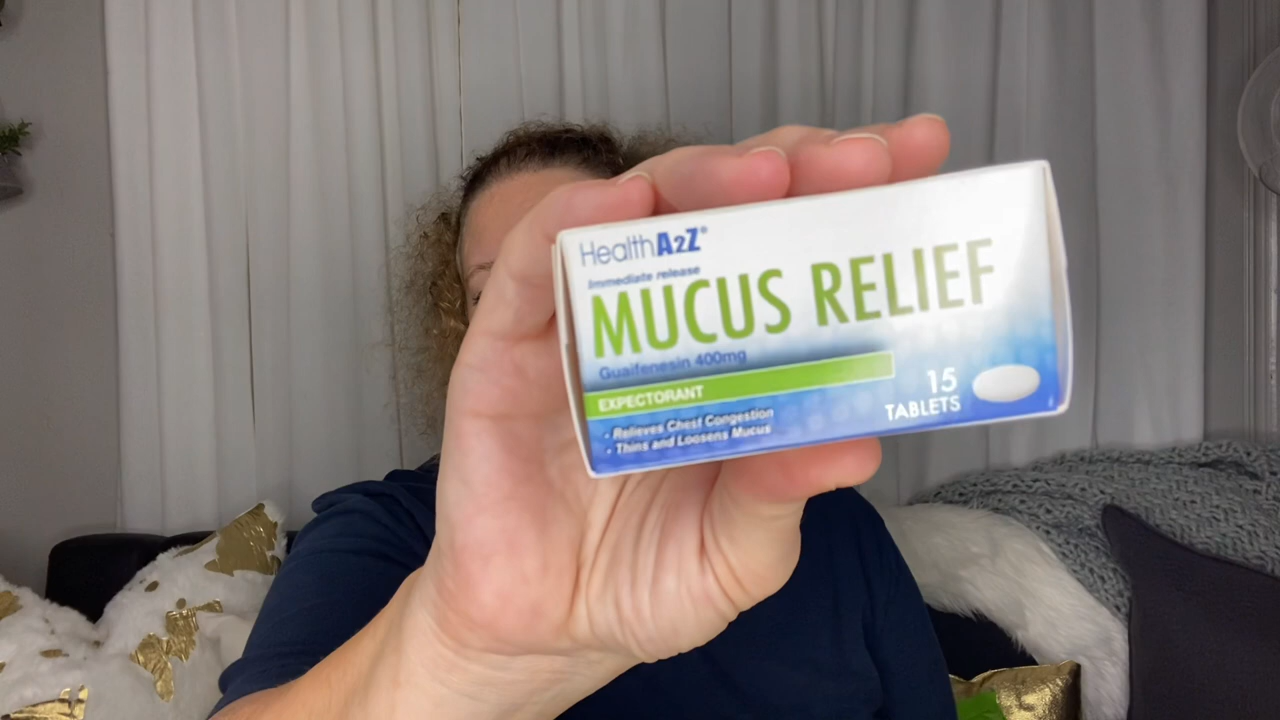 HealthA2Z®
Immediate release
MUCUS RELIEF
Guaifenesin 400mg
EXPECTORANT
• Relieves Chest Congestion
• Thins and Loosens Mucus
15
TABLETS